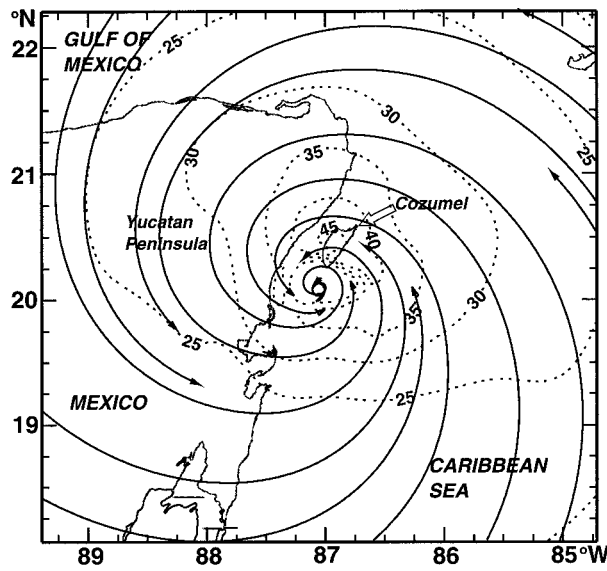 °N
22
21
20
19
GULF OF
MEXICO
25
30
25
30
35
Cozumel
45
40
Yucatan
Peninsula
30
35
25
25
MEXICO
CARIBBEAN
SEA
89
88
87
86
85°W